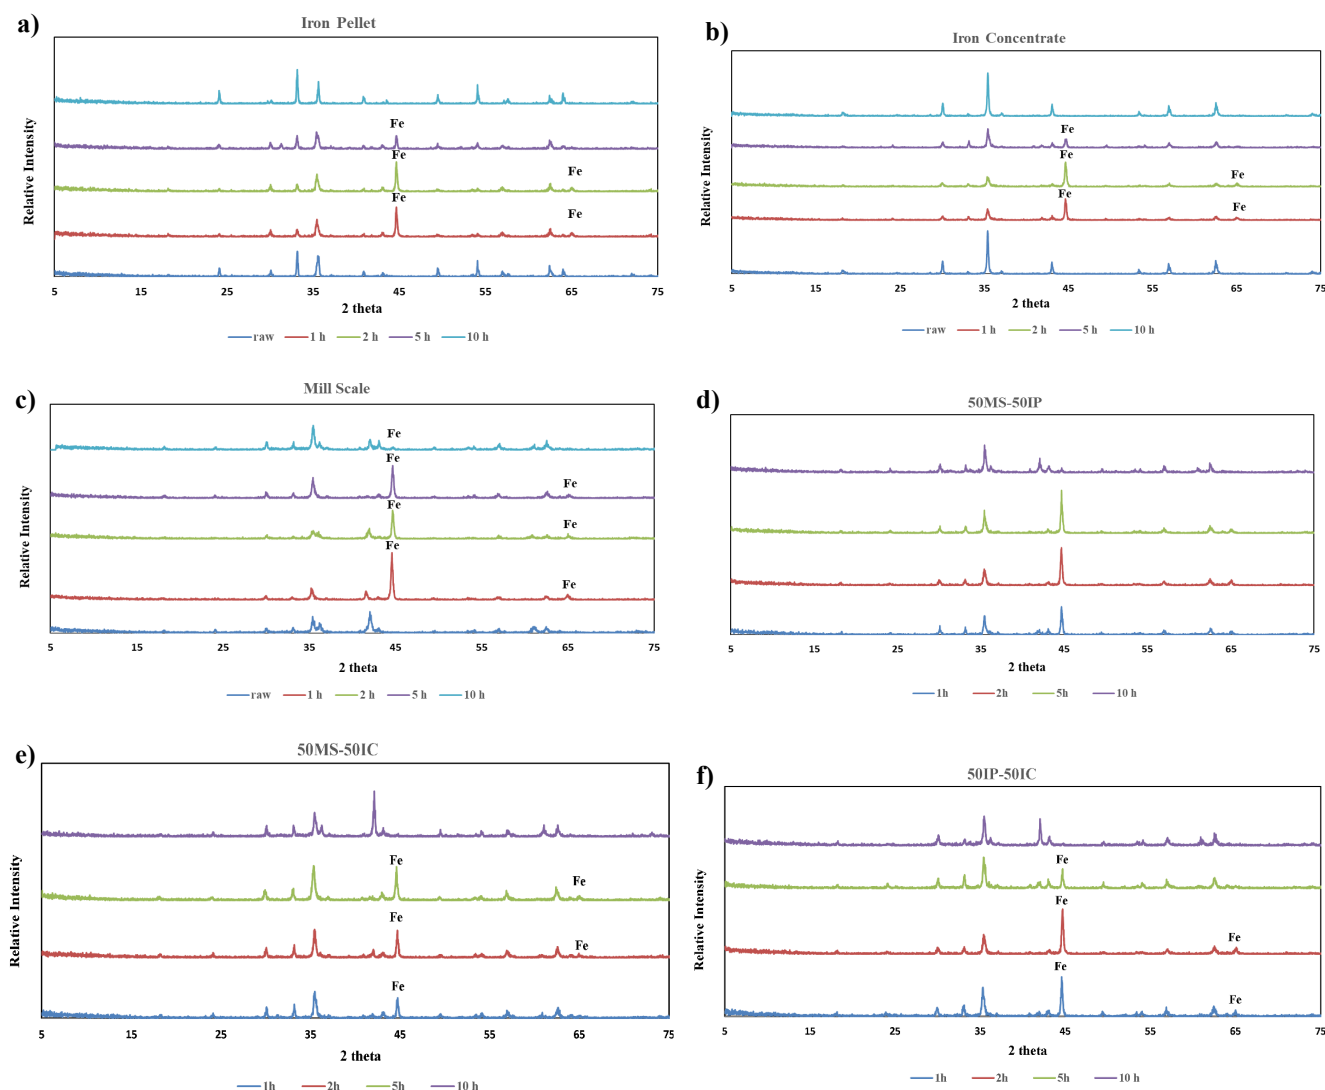 a)
Iron Pellet
Relative Intensity
Fe
Fe
Fe
Fe
Fe
5 15 25 35 45 55 65 75
2 theta
raw 1 h 2 h 5 h 10 h
b)
Iron Concentrate
Relative Intensity
Fe
Fe
Fe
Fe
Fe
5 15 25 35 45 55 65 75
2 theta
raw 1 h 2 h 5 h 10 h
c)
Mill Scale
Relative Intensity
Fe
Fe
Fe
Fe
Fe
Fe
Fe
5 15 25 35 45 55 65 75
2 theta
raw 1 h 2 h 5 h 10 h
d)
50MS-50IP
Relative Intensity
5 15 25 35 45 55 65 75
2 theta
1h 2h 5h 10 h
e)
50MS-50IC
Relative Intensity
Fe
Fe
Fe
Fe
Fe
5 15 25 35 45 55 65 75
2 theta
1h 2h 5h 10 h
f)
50IP-50IC
Relative Intensity
Fe
Fe
Fe
Fe
Fe
5 15 25 35 45 55 65 75
2 theta
1h 2h 5h 10 h